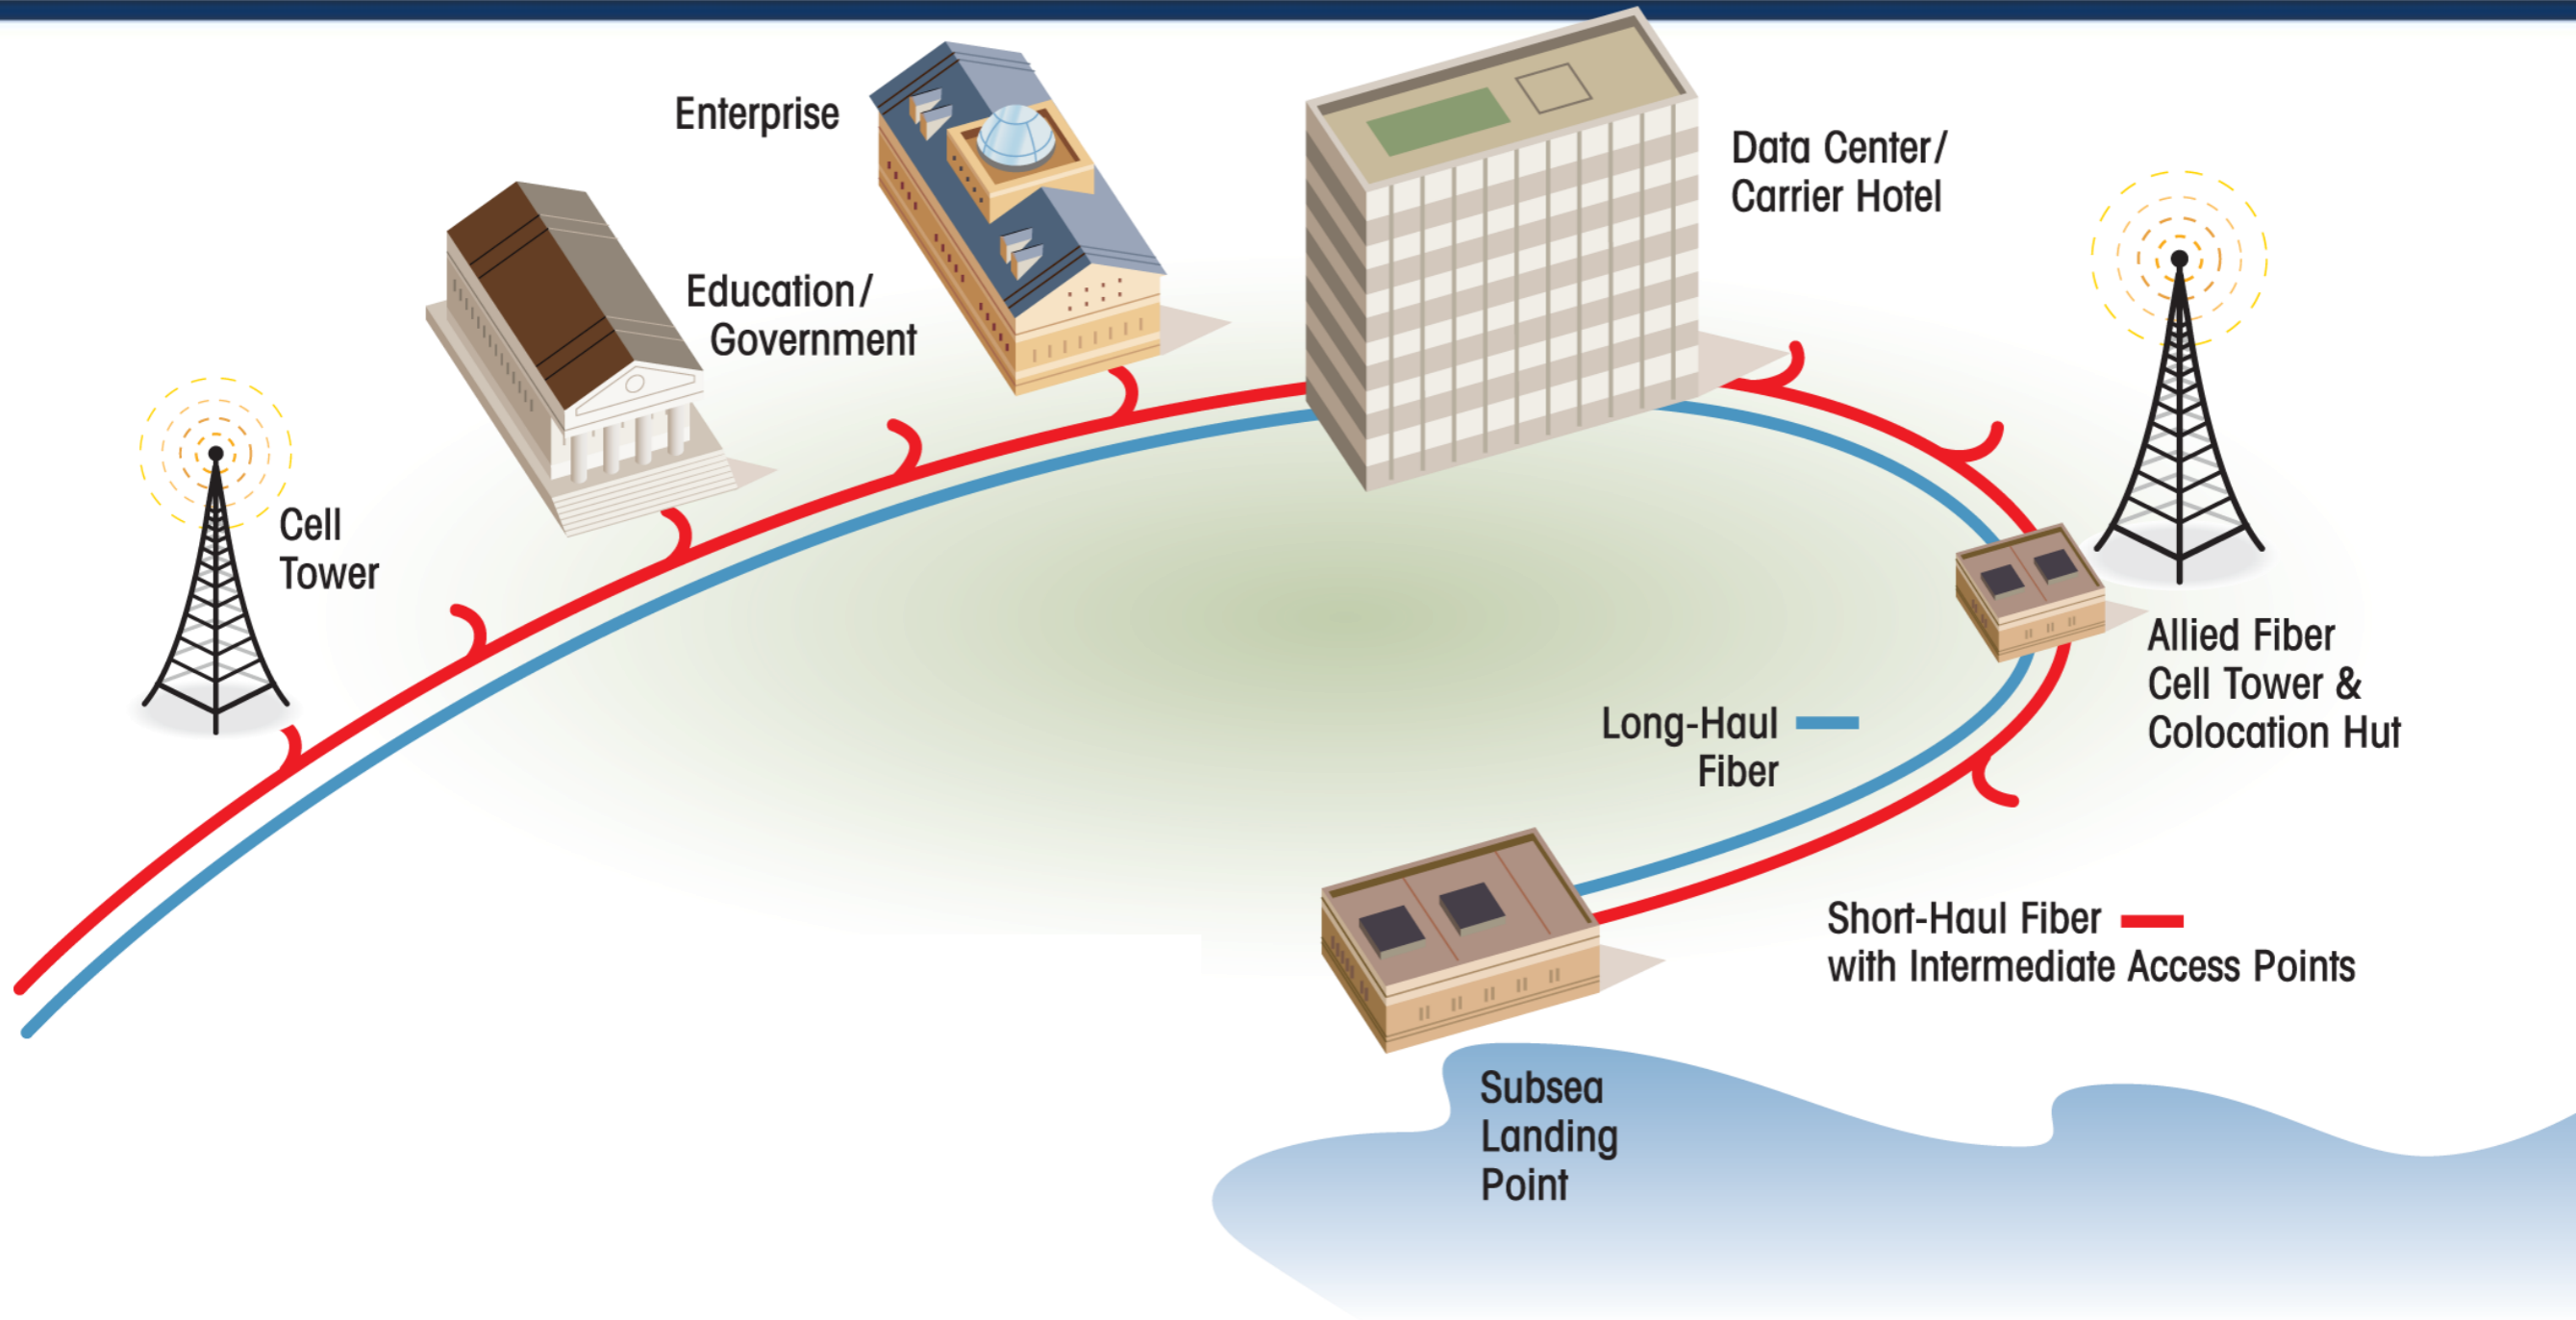 Enterprise
Data Center/
Carrier Hotel
Education/
Government
Cell
Tower
Allied Fiber
Cell Tower &
Colocation Hut
Long-Haul
Fiber
Short-Haul Fiber
with Intermediate Access Points
Subsea
Landing
Point